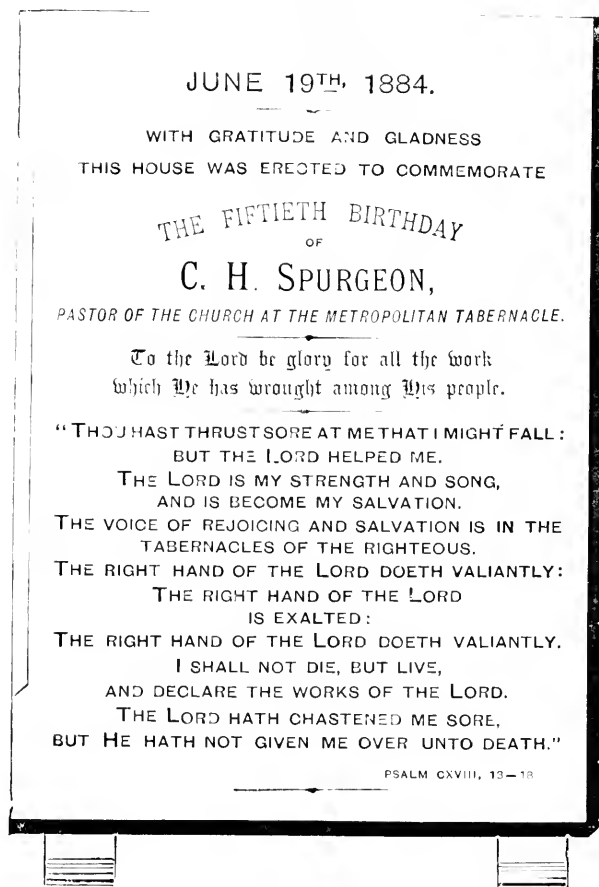 JUNE 19TH, 1884.
WITH GRATITUDE AND GLADNESS
THIS HOUSE WAS ERECTED TO COMMEMORATE
THE FIFTIETH BIRTHDAY
OF
C. H. SPURGEON,
PASTOR OF THE CHURCH AT THE METROPOLITAN TABERNACLE.
To the Lord be glory for all the work
which He has wrought among His people.
"THOU HAST THRUST SORE AT ME THAT I MIGHT FALL:
BUT THE LORD HELPED ME.
THE LORD IS MY STRENGTH AND SONG,
AND IS BECOME MY SALVATION.
THE VOICE OF REJOICING AND SALVATION IS IN THE
TABERNACLES OF THE RIGHTEOUS.
THE RIGHT HAND OF THE LORD DOETH VALIANTLY:
THE RIGHT HAND OF THE LORD
IS EXALTED:
THE RIGHT HAND OF THE LORD DOETH VALIANTLY.
I SHALL NOT DIE, BUT LIVE,
AND DECLARE THE WORKS OF THE LORD.
THE LORD HATH CHASTENED ME SORE,
BUT HE HATH NOT GIVEN ME OVER UNTO DEATH."
PSALM CXVIII, 13—18